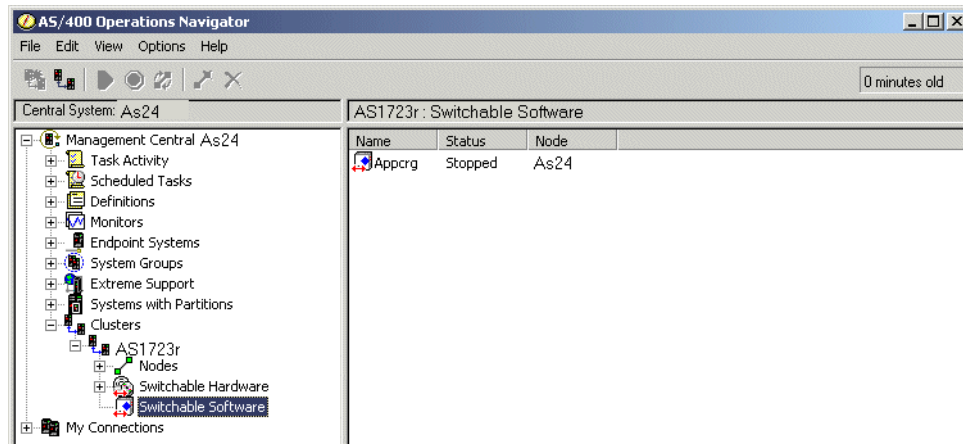 AS/400 Operations Navigator
File Edit View Options Help
0 minutes old
Central System: As24
AS1723r : Switchable Software
Management Central As24
Task Activity
Scheduled Tasks
Definitions
Monitors
Endpoint Systems
System Groups
Extreme Support
Systems with Partitions
Clusters
AS1723r
Nodes
Switchable Hardware
Switchable Software
My Connections
Name Status Node
Appcrg Stopped As24